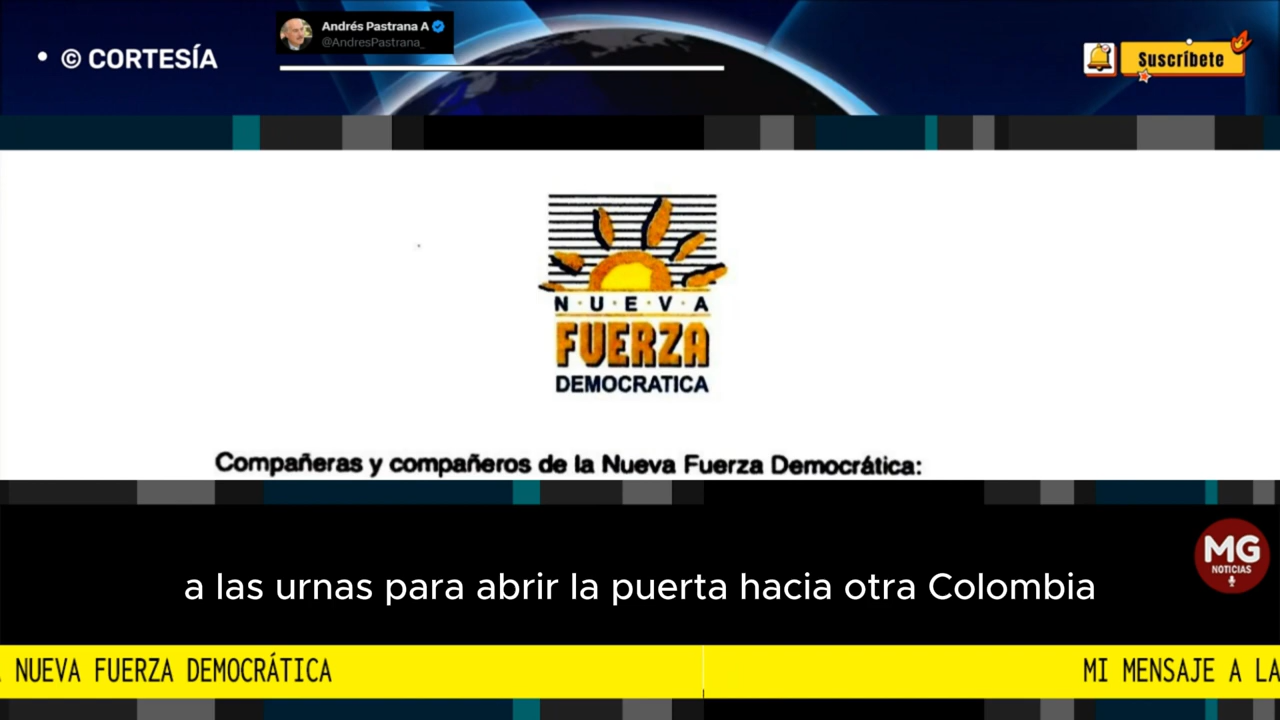 • © CORTESÍA
Andrés Pastrana A
@AndresPastrana_
Suscríbete
N·U·E·V·A
FUERZA
DEMOCRATICA
Compañeras y compañeros de la Nueva Fuerza Democrática:
MG
NOTICIAS
a las urnas para abrir la puerta hacia otra Colombia
NUEVA FUERZA DEMOCRÁTICA
MI MENSAJE A LA